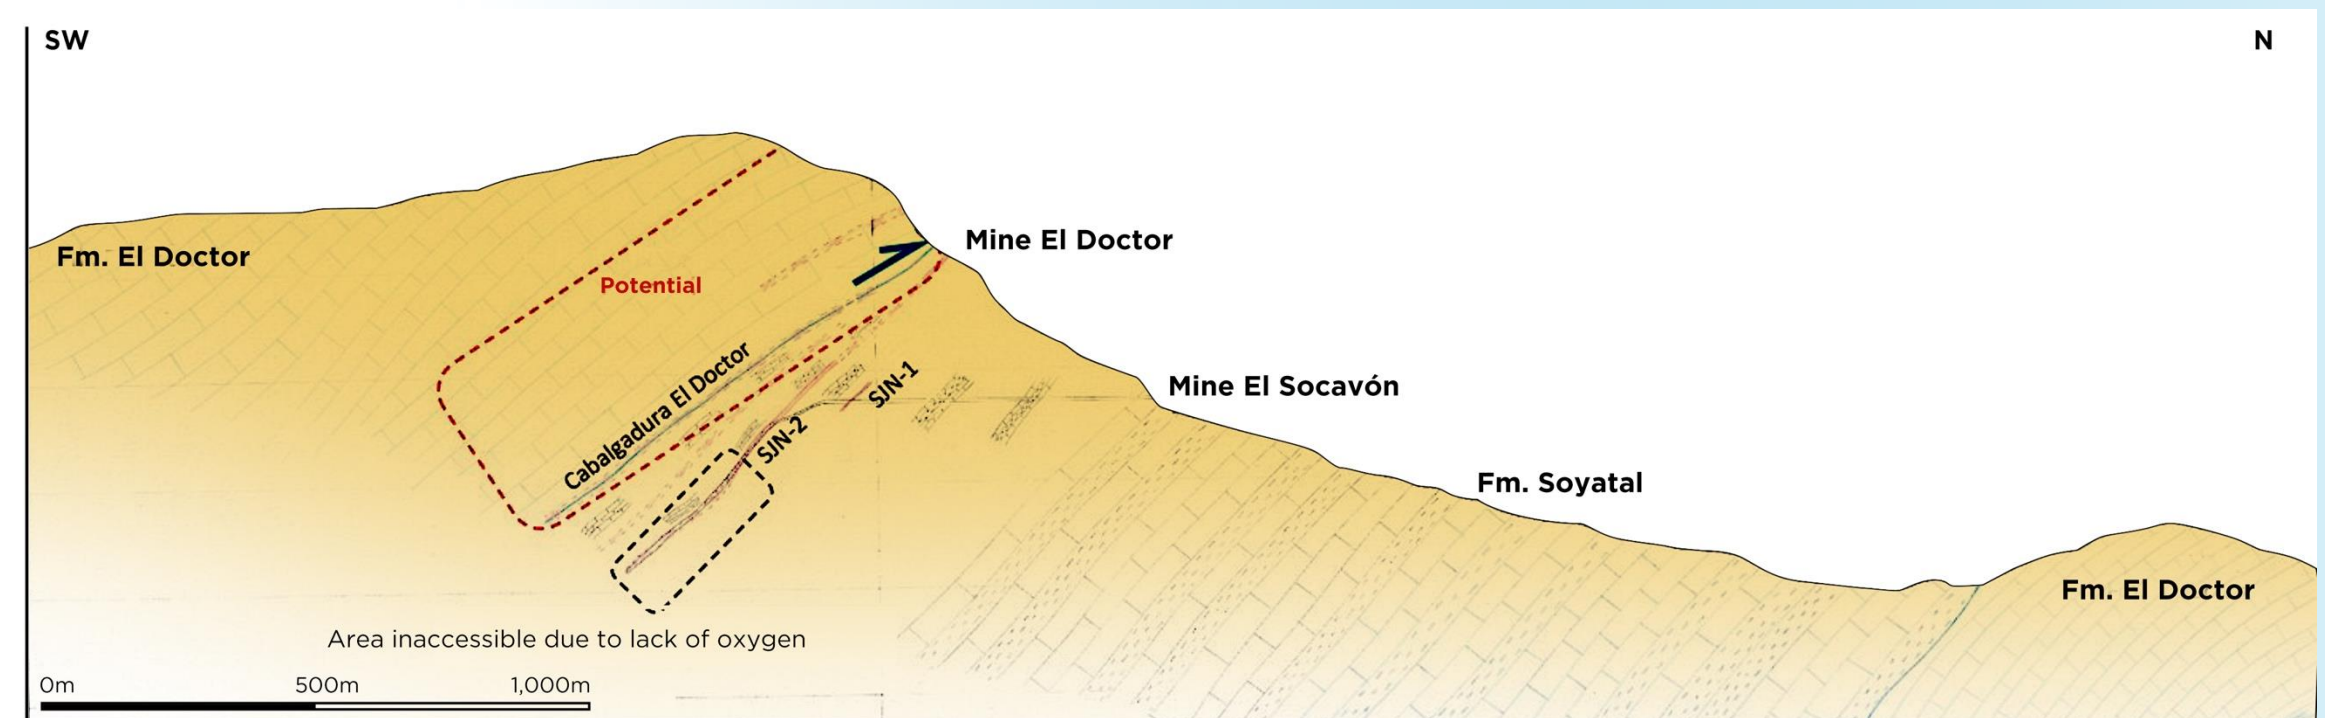 SW
N
Mine El Doctor
Fm. El Doctor
Potential
Cabalgadura El Doctor
SJN-1
Mine El Socavón
SJN-2
Fm. Soyatal
Fm. El Doctor
Area inaccessible due to lack of oxygen
0m 500m 1,000m